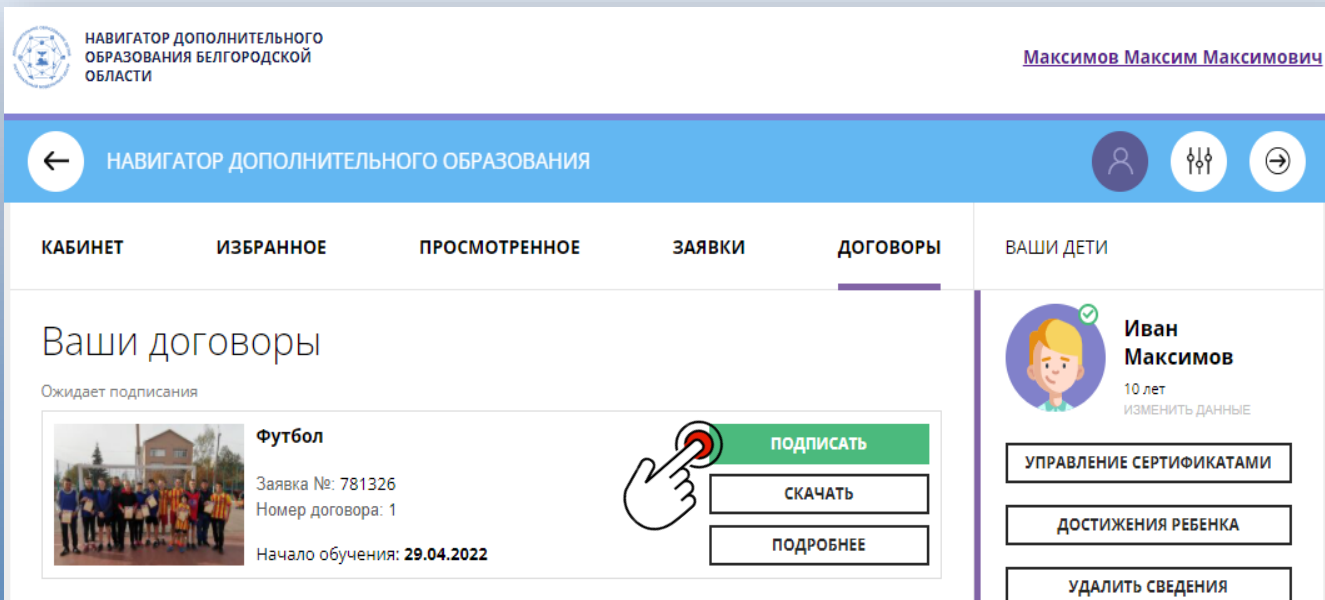 НАВИГАТОР ДОПОЛНИТЕЛЬНОГО
ОБРАЗОВАНИЯ БЕЛГОРОДСКОЙ
ОБЛАСТИ
Максимов Максим Максимович
НАВИГАТОР ДОПОЛНИТЕЛЬНОГО ОБРАЗОВАНИЯ
КАБИНЕТ ИЗБРАННОЕ ПРОСМОТРЕННОЕ ЗАЯВКИ ДОГОВОРЫ
Ваши договоры
Ожидает подписания
Футбол
Заявка №: 781326
Номер договора: 1
Начало обучения: 29.04.2022
ПОДПИСАТЬ
СКАЧАТЬ
ПОДРОБНЕЕ
ВАШИ ДЕТИ
Иван
Максимов
10 лет
ИЗМЕНИТЬ ДАННЫЕ
УПРАВЛЕНИЕ СЕРТИФИКАТАМИ
ДОСТИЖЕНИЯ РЕБЕНКА
УДАЛИТЬ СВЕДЕНИЯ